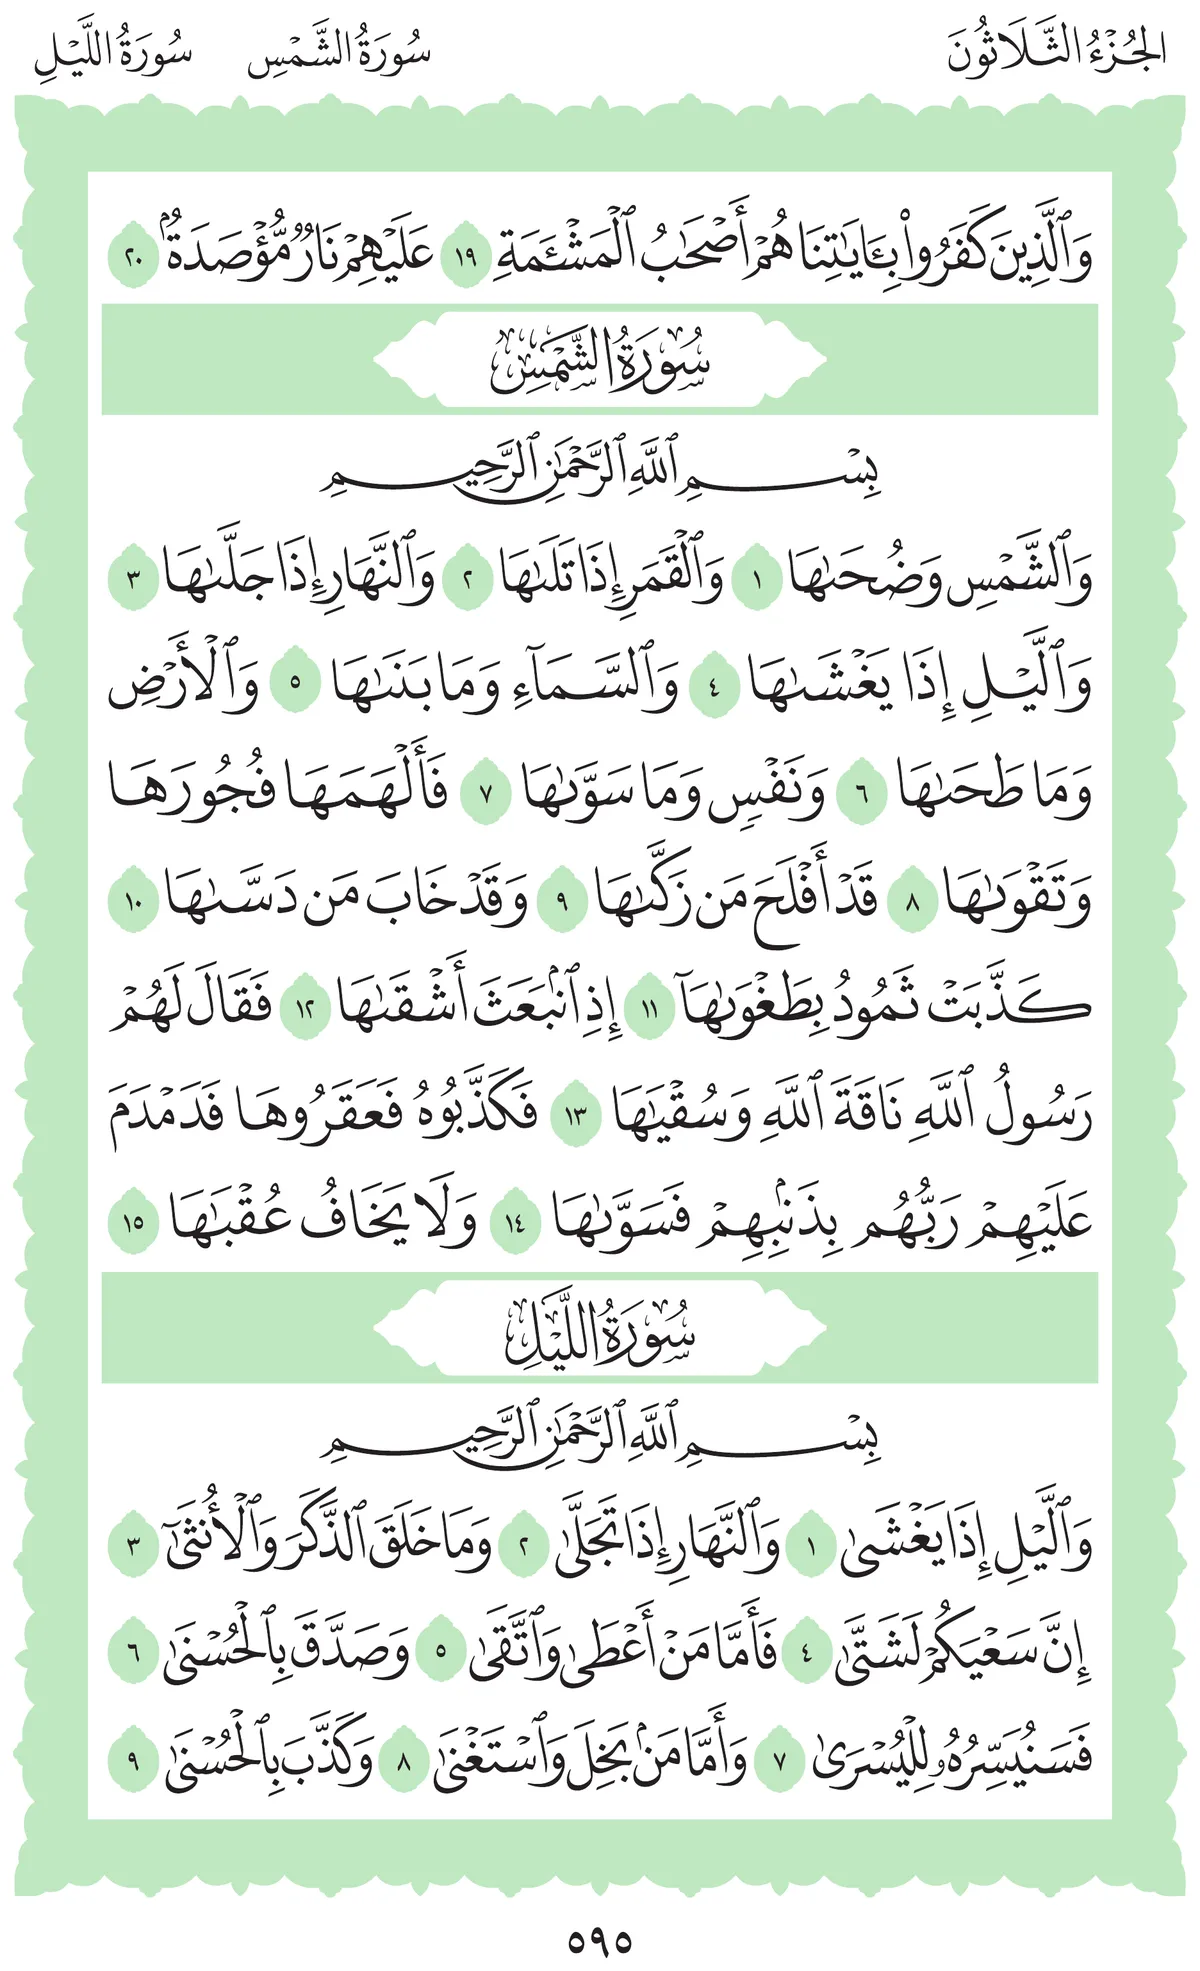 الجُزْءُ الثَّلَاثُونَ سُورَةُ الشَّمْسِ سُورَةُ اللَّيْلِ
وَٱلَّذِينَ كَفَرُوا۟ بِـَٔايَـٰتِنَا هُمْ أَصْحَـٰبُ ٱلْمَشْـَٔمَةِ ١٩ عَلَيْهِمْ نَارٌ مُّؤْصَدَةٌۢ ٢٠
سُورَةُ الشَّمْسِ
بِسْمِ ٱللَّهِ ٱلرَّحْمَـٰنِ ٱلرَّحِيمِ
وَٱلشَّمْسِ وَضُحَىٰهَا ١ وَٱلْقَمَرِ إِذَا تَلَىٰهَا ٢ وَٱلنَّهَارِ إِذَا جَلَّىٰهَا ٣
وَٱلَّيْلِ إِذَا يَغْشَىٰهَا ٤ وَٱلسَّمَآءِ وَمَا بَنَىٰهَا ٥ وَٱلْأَرْضِ
وَمَا طَحَىٰهَا ٦ وَنَفْسٍ وَمَا سَوَّىٰهَا ٧ فَأَلْهَمَهَا فُجُورَهَا
وَتَقْوَىٰهَا ٨ قَدْ أَفْلَحَ مَن زَكَّىٰهَا ٩ وَقَدْ خَابَ مَن دَسَّىٰهَا ١٠
كَذَّبَتْ ثَمُودُ بِطَغْوَىٰهَآ ١١ إِذِ ٱنۢبَعَثَ أَشْقَىٰهَا ١٢ فَقَالَ لَهُمْ
رَسُولُ ٱللَّهِ نَاقَةَ ٱللَّهِ وَسُقْيَـٰهَا ١٣ فَكَذَّبُوهُ فَعَقَرُوهَا فَدَمْدَمَ
عَلَيْهِمْ رَبُّهُم بِذَنۢبِهِمْ فَسَوَّىٰهَا ١٤ وَلَا يَخَافُ عُقْبَـٰهَا ١٥
سُورَةُ اللَّيْلِ
بِسْمِ ٱللَّهِ ٱلرَّحْمَـٰنِ ٱلرَّحِيمِ
وَٱلَّيْلِ إِذَا يَغْشَىٰ ١ وَٱلنَّهَارِ إِذَا تَجَلَّىٰ ٢ وَمَا خَلَقَ ٱلذَّكَرَ وَٱلْأُنثَىٰٓ ٣
إِنَّ سَعْيَكُمْ لَشَتَّىٰ ٤ فَأَمَّا مَنْ أَعْطَىٰ وَٱتَّقَىٰ ٥ وَصَدَّقَ بِٱلْحُسْنَىٰ ٦
فَسَنُيَسِّرُهُۥ لِلْيُسْرَىٰ ٧ وَأَمَّا مَنۢ بَخِلَ وَٱسْتَغْنَىٰ ٨ وَكَذَّبَ بِٱلْحُسْنَىٰ ٩
٥٩٥